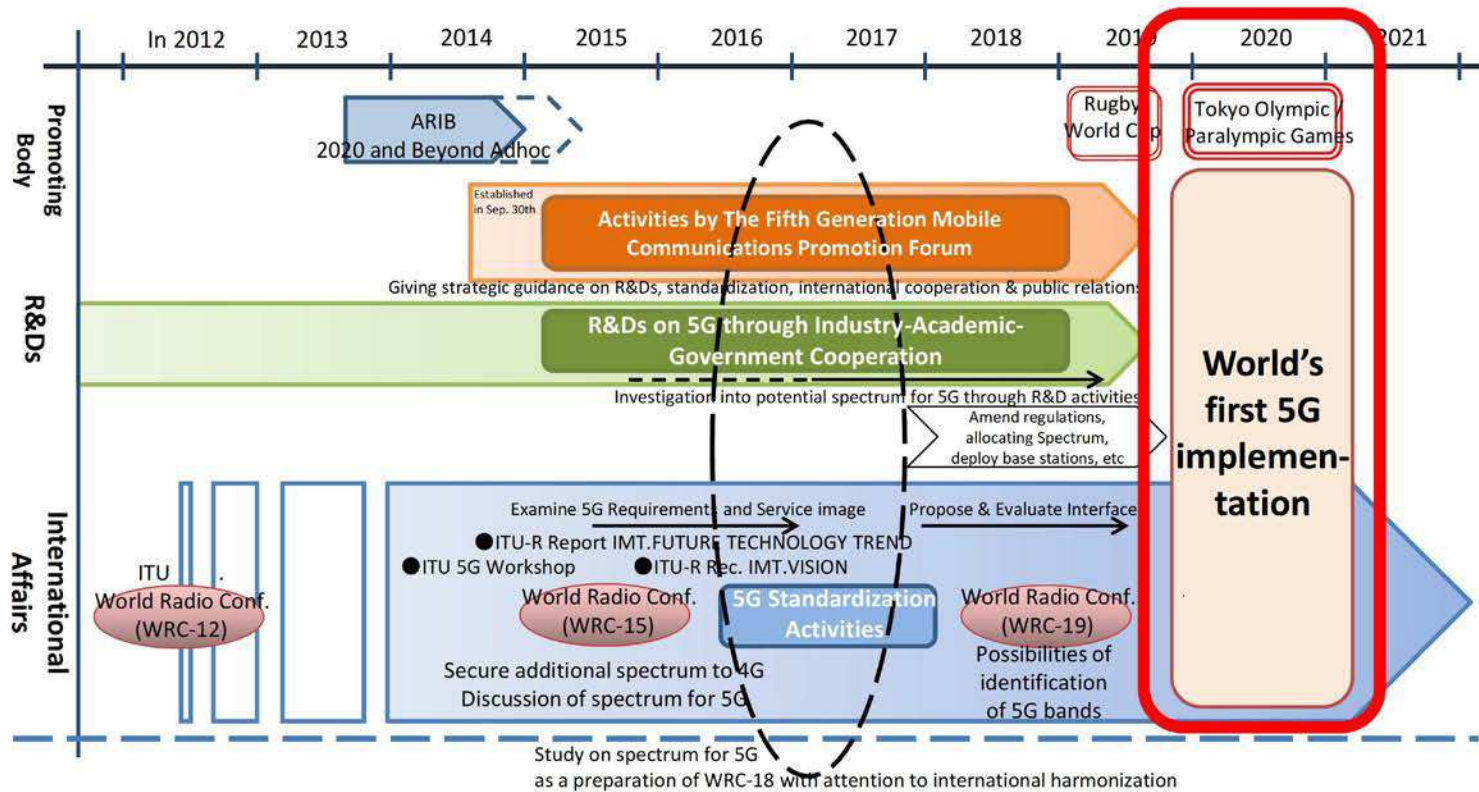 In 2012 2013 2014 2015 2016 2017 2018 2019 2020 2021
Promoting
Body
ARIB
2020 and Beyond Adhoc
Rugby
World Cup
Tokyo Olympic /
Paralympic Games
Established
in Sep. 30th
Activities by The Fifth Generation Mobile
Communications Promotion Forum
Giving strategic guidance on R&Ds, standardization, international cooperation & public relations
R&Ds
R&Ds on 5G through Industry-Academic-
Government Cooperation
Investigation into potential spectrum for 5G through R&D activities
Amend regulations,
allocating Spectrum,
deploy base stations, etc
World's
first 5G
implemen-
tation
International
Affairs
Examine 5G Requirements and Service image
Propose & Evaluate Interface
●ITU-R Report IMT.FUTURE TECHNOLOGY TREND
●ITU 5G Workshop
●ITU-R Rec. IMT.VISION
ITU .
World Radio Conf.
(WRC-12)
World Radio Conf.
(WRC-15)
5G Standardization
Activities
World Radio Conf.
(WRC-19)
Secure additional spectrum to 4G
Discussion of spectrum for 5G
Possibilities of
identification
of 5G bands
Study on spectrum for 5G
as a preparation of WRC-18 with attention to international harmonization